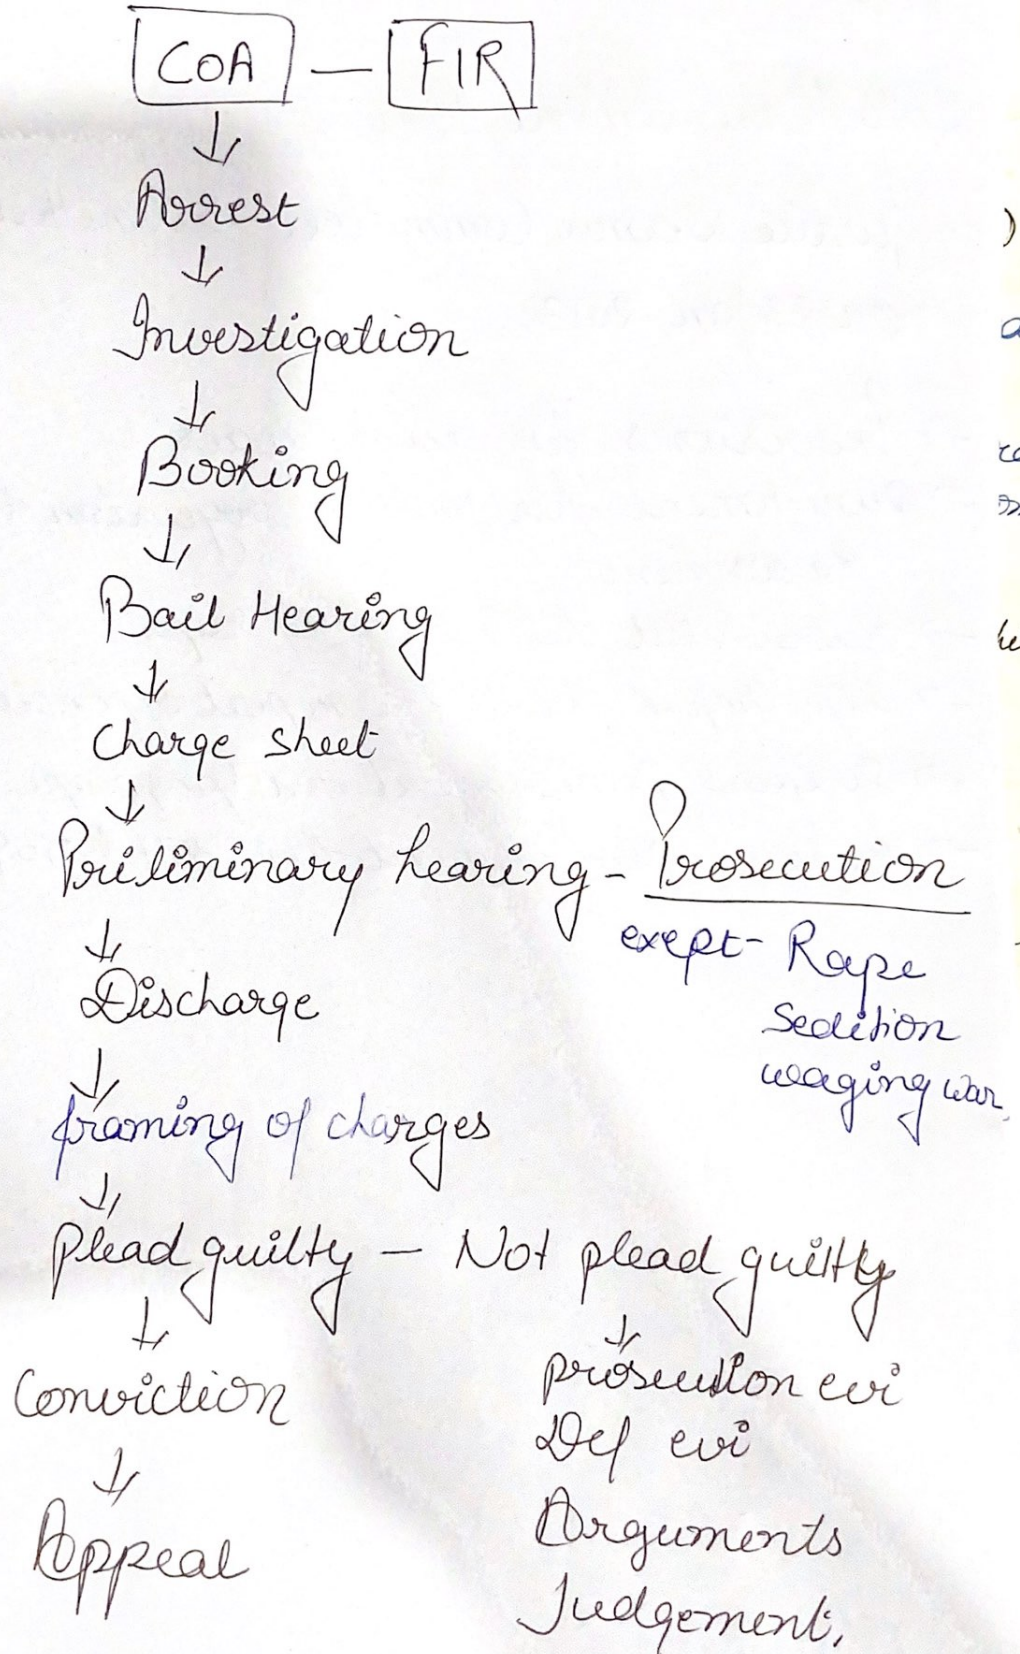 COA — FIR
↓
Arrest
↓
Investigation
↓
Booking
↓
Bail Hearing
↓
Charge sheet
↓
Priliminary hearing - Prosecution
exept- Rape
Sedition
waging war,
↓
Discharge
↓
framing of charges
↓
Plead guilty — Not plead guilty
↓ ↓
Conviction
↓
Appeal
prosecution evi
Def evi
Arguments
Judgement,